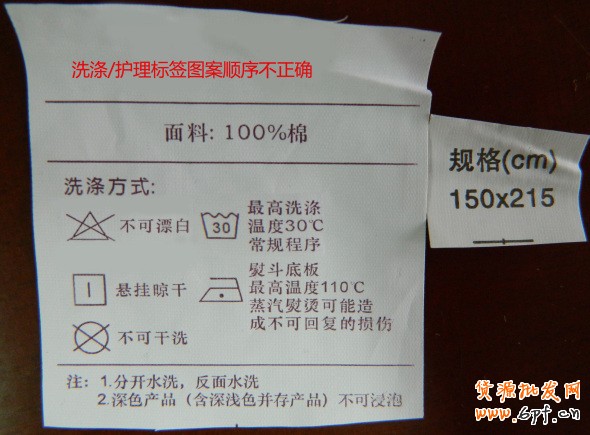 洗涤/护理标签图案顺序不正确
面料: 100%棉
规格(cm)
150x215
洗涤方式:
不可漂白
30
最高洗涤
温度30℃
常规程序
悬挂晾干
熨斗底板
最高温度110℃
蒸汽熨烫可能造
成不可回复的损伤
不可干洗
注: 1.分开水洗，反面水洗
2.深色产品（含深浅色并存产品）不可浸泡
货源批发网
www.6pf.cn